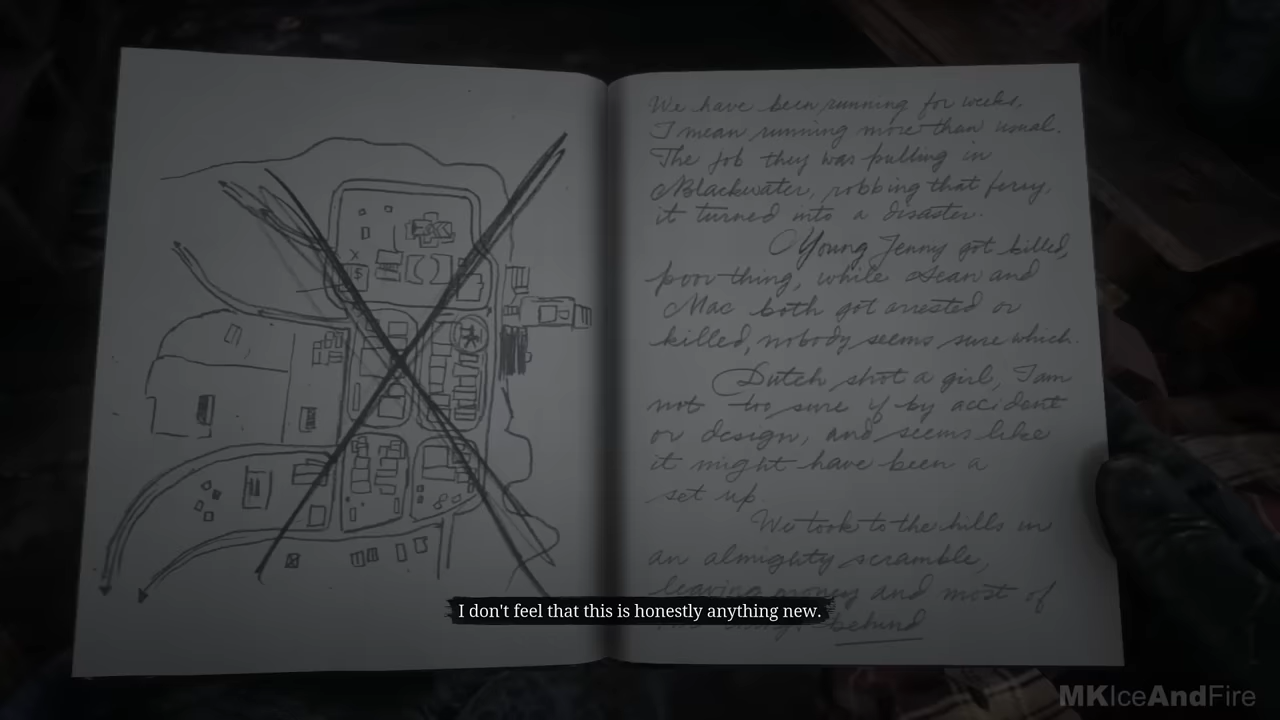 We have been running for weeks,
I mean running more than usual.
The job they was pulling in
Blackwater, robbing that ferry,
it turned into a disaster.
Young Jenny got killed,
poor thing, while Sean and
Mac both got arrested or
killed, nobody seems sure which.
Dutch shot a girl, I am
not too sure if by accident
or design, and seems like
it might have been a
set up.
We took to the hills in
an almighty scramble,
leaving money and most of
behind
I don't feel that this is honestly anything new.
$
MKIceAndFire